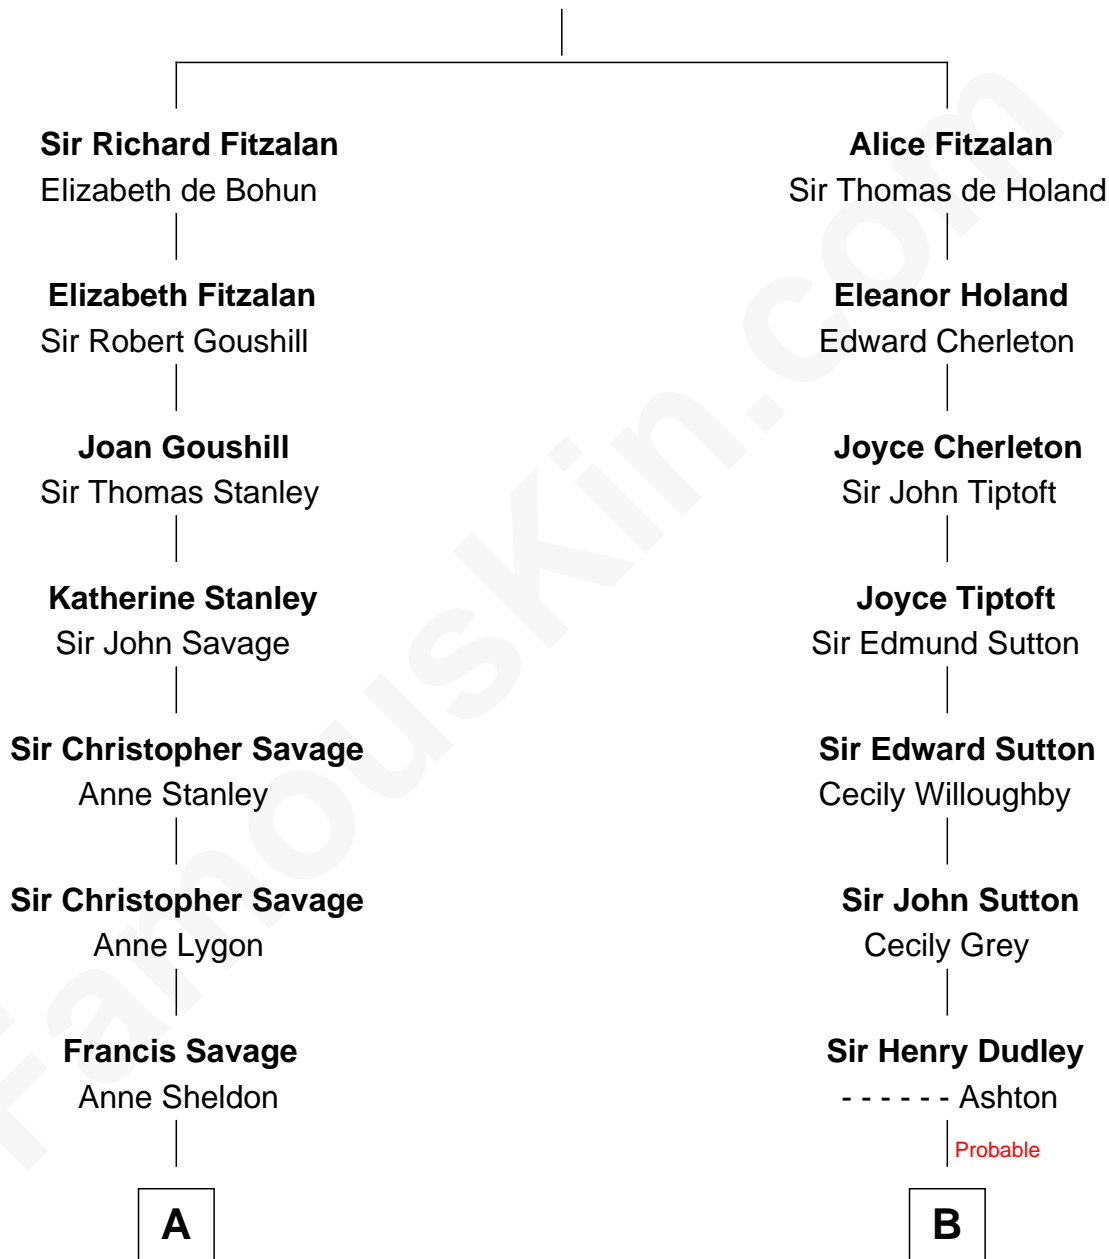 Sir Richard Fitzalan
Elizabeth de Bohun
Elizabeth Fitzalan
Sir Robert Goushill
Joan Goushill
Sir Thomas Stanley
Katherine Stanley
Sir John Savage
Sir Christopher Savage
Anne Stanley
Sir Christopher Savage
Anne Lygon
Francis Savage
Anne Sheldon
A
Alice Fitzalan
Sir Thomas de Holand
Eleanor Holand
Edward Cherleton
Joyce Cherleton
Sir John Tiptoft
Joyce Tiptoft
Sir Edmund Sutton
Sir Edward Sutton
Cecily Willoughby
Sir John Sutton
Cecily Grey
Sir Henry Dudley
- - - - - - Ashton
Probable
B
FamousKin.com